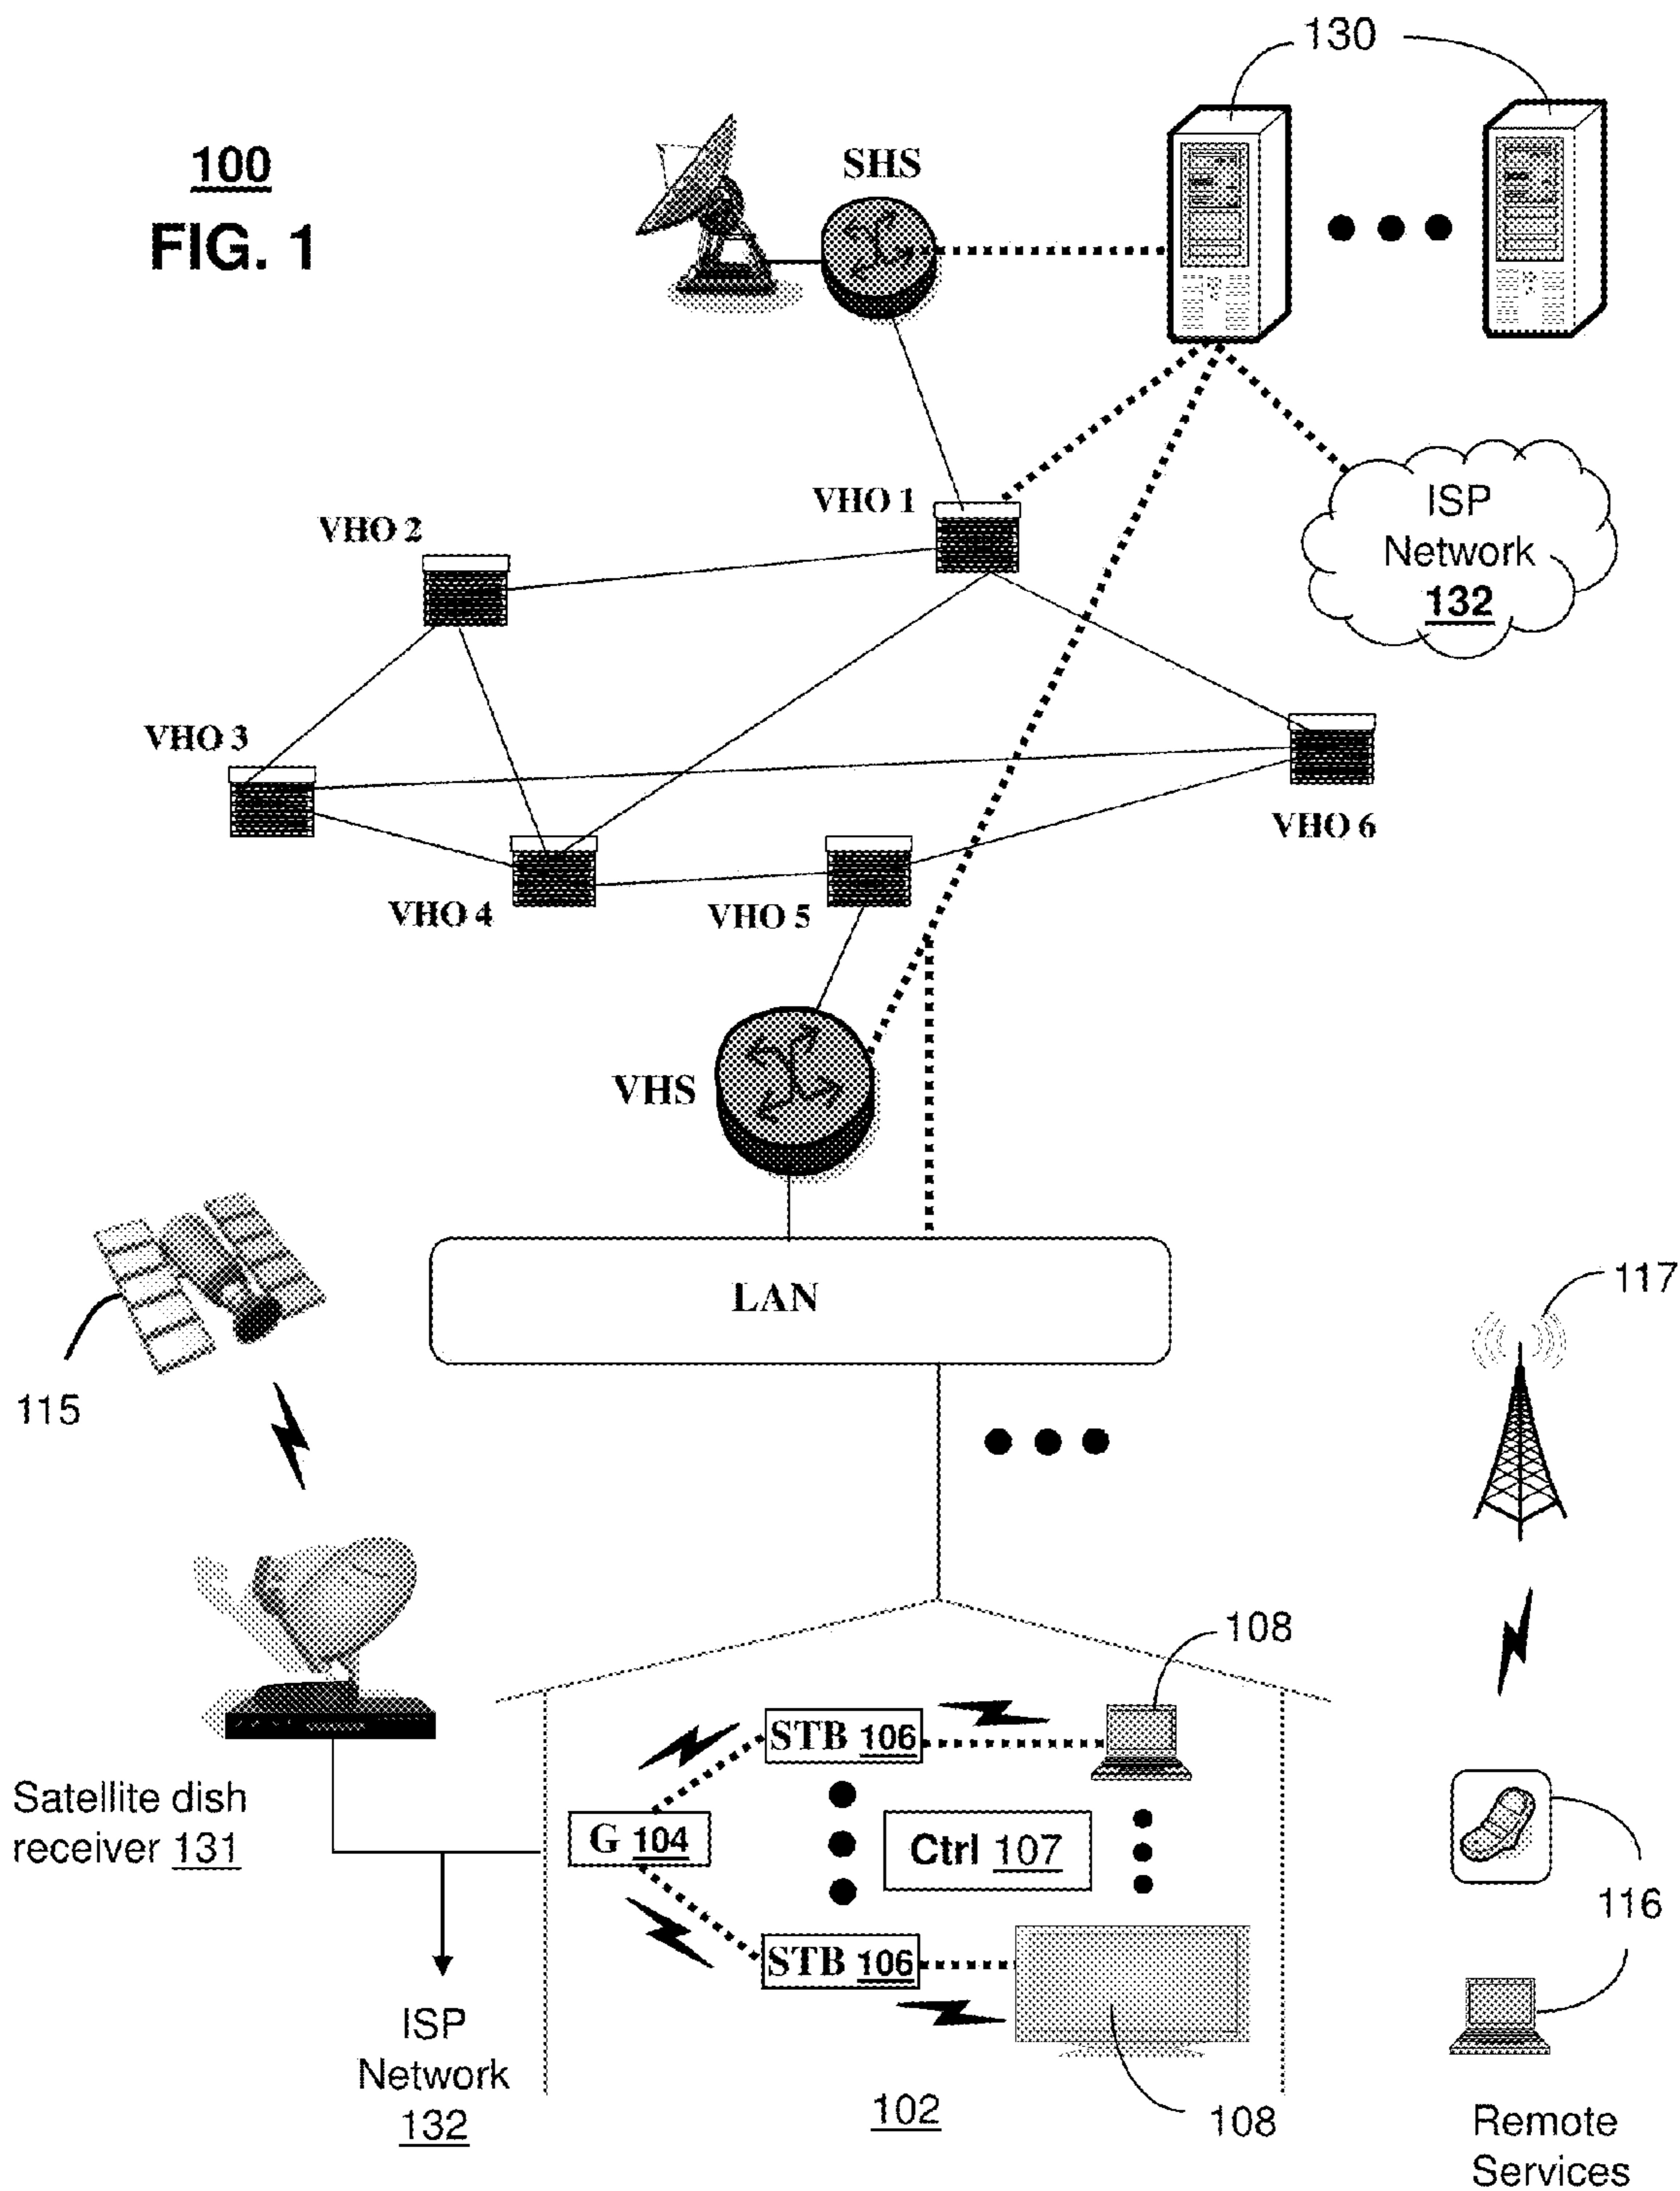 130
100
FIG. 1
SHS
VHO 1
ISP
Network
132
VHO 2
VHO 3
VHO 6
VHO 4
VHO 5
VHS
LAN
117
115
108
STB 106
Satellite dish
receiver 131
G 104
Ctrl 107
116
STB 106
ISP
Network
132
102
108
Remote
Services